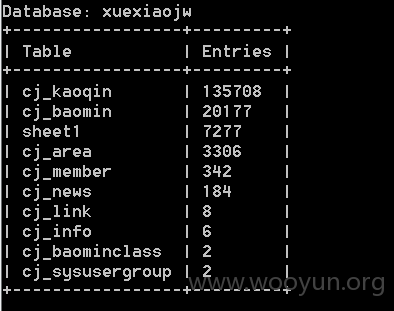 Database: xuexiaojw
+-----------------+---------+
| Table | Entries |
+-----------------+---------+
| cj_kaoqin | 135708 |
| cj_baomin | 20177 |
| sheet1 | 7277 |
| cj_area | 3306 |
| cj_member | 342 |
| cj_news | 184 |
| cj_link | 8 |
| cj_info | 6 |
| cj_baominclass | 2 |
| cj_sysusergroup | 2 |
+-----------------+---------+
www.wooyun.org